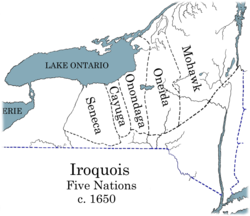 LAKE ONTARIO
ERIE
Seneca
Cayuga
Onondaga
Oneida
Mohawk
Iroquois
Five Nations
c. 1650